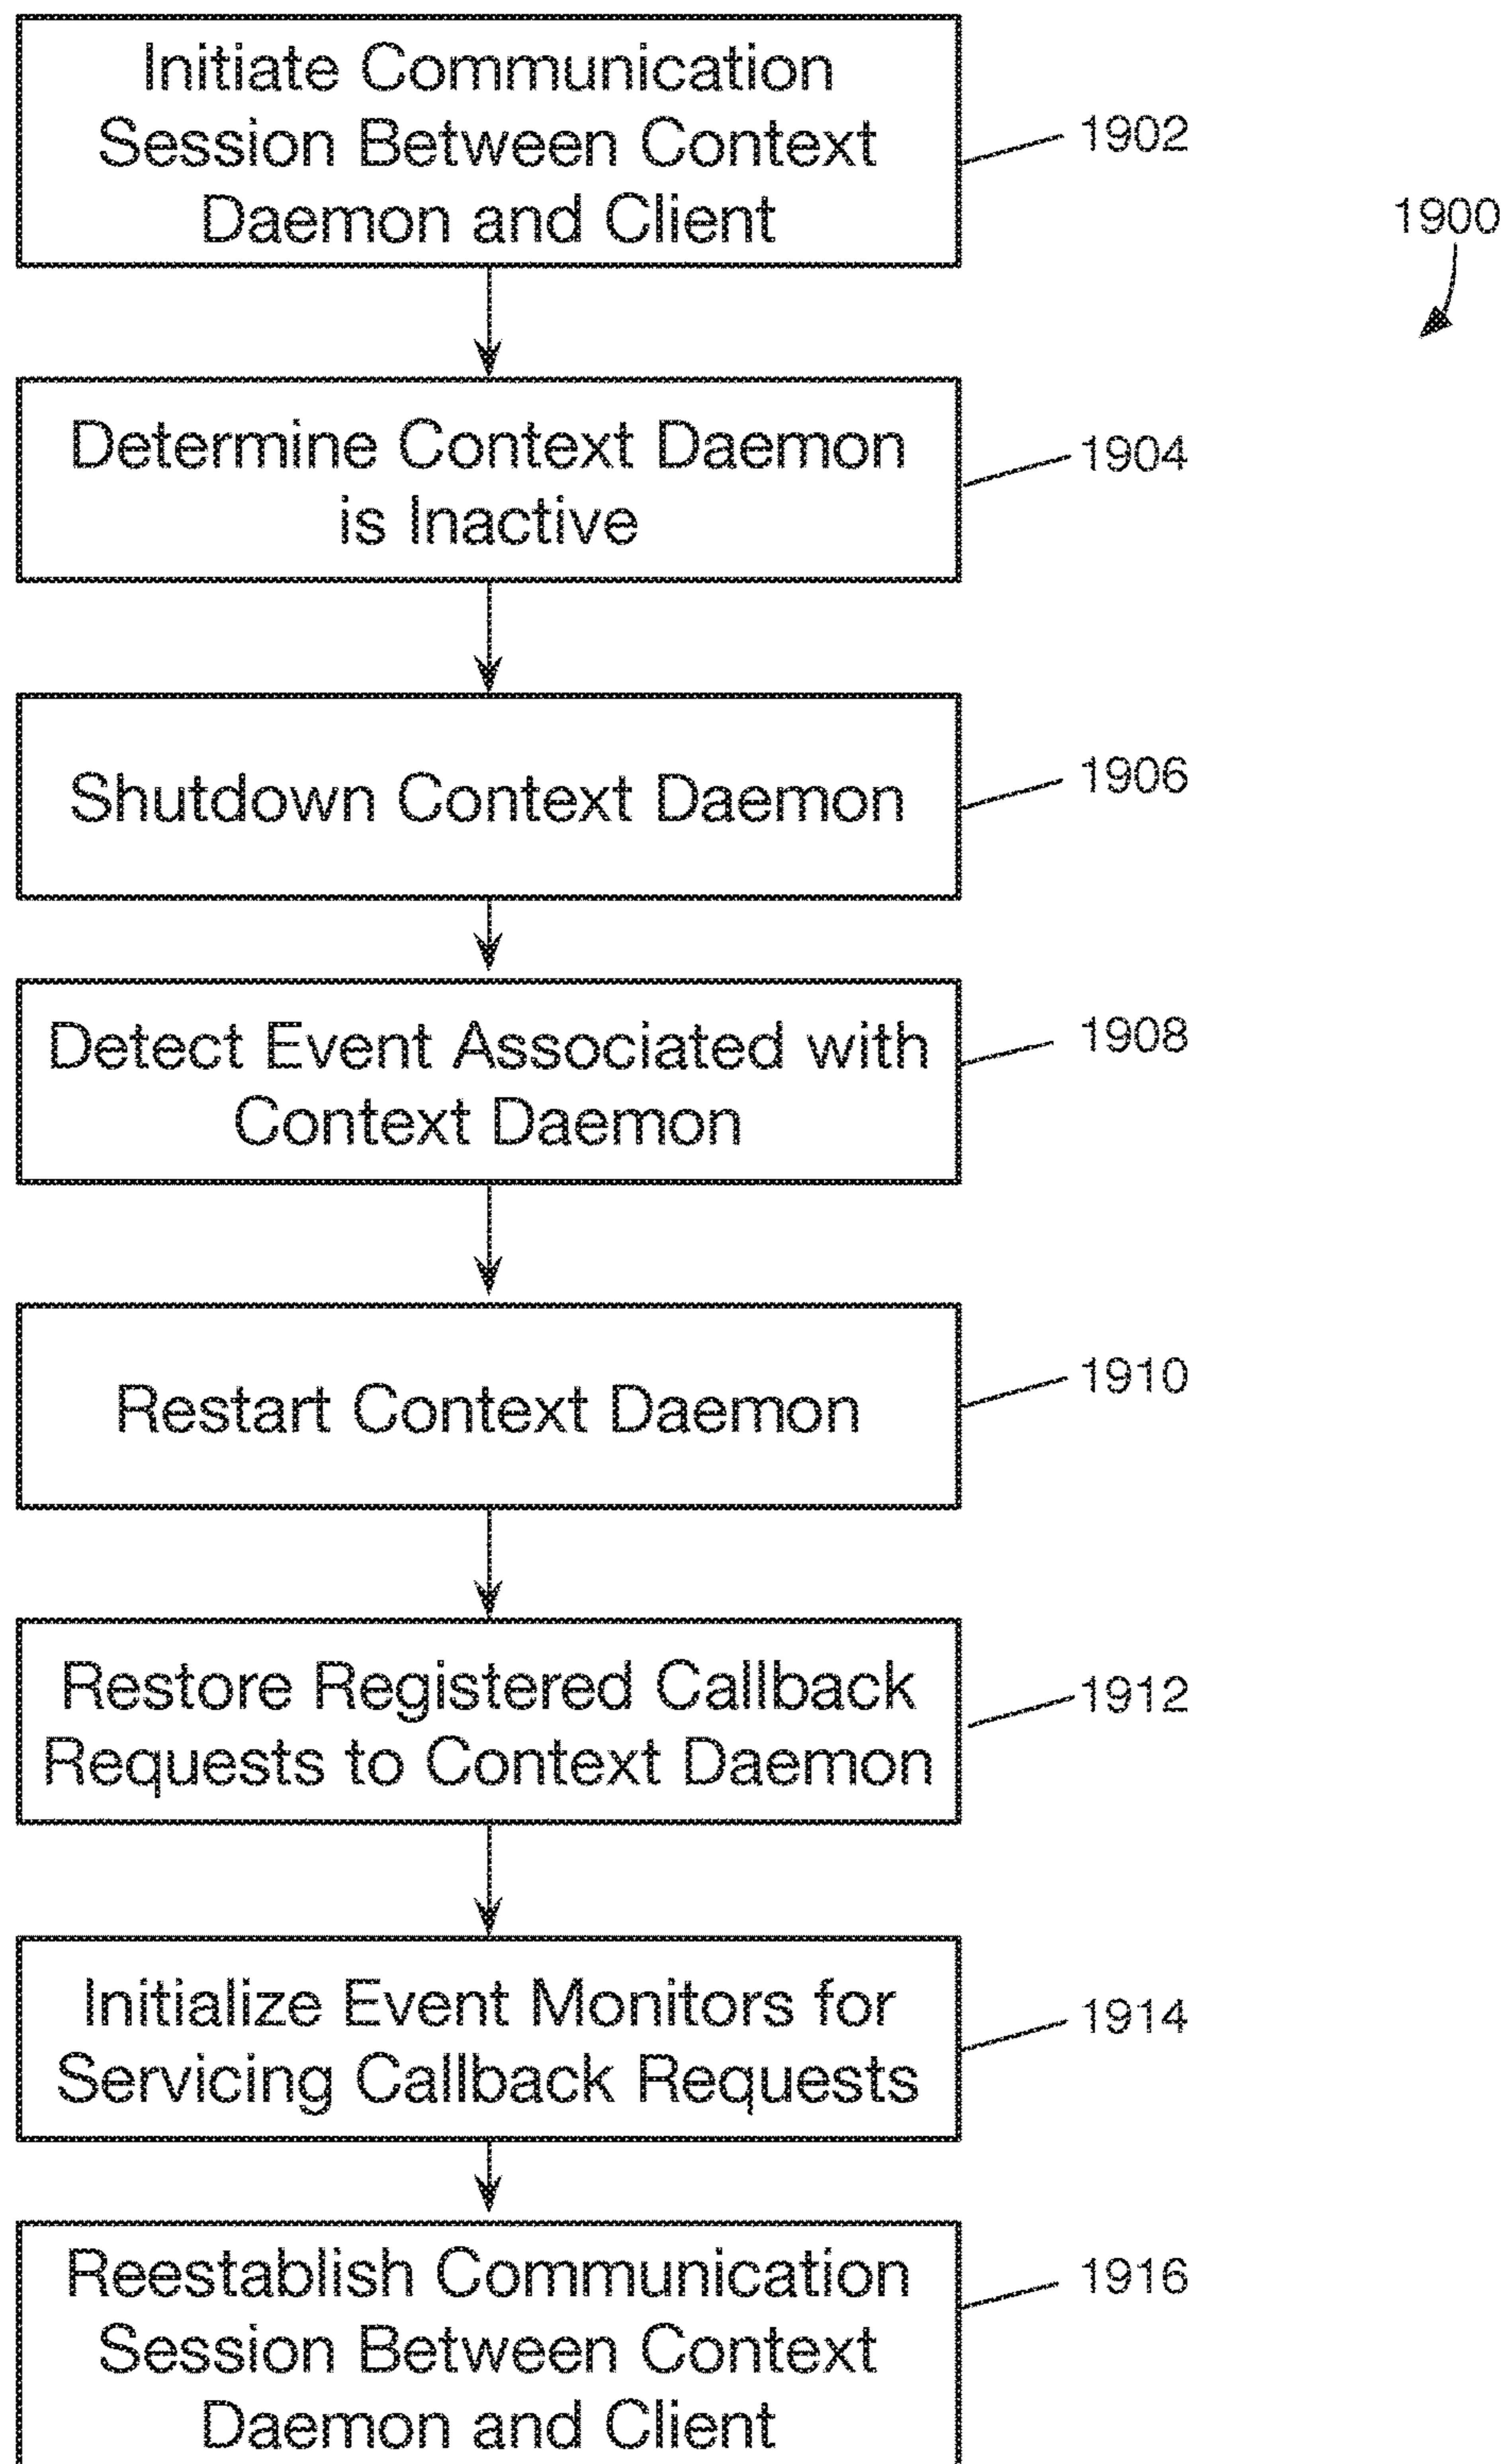 Initiate Communication
Session Between Context
Daemon and Client
1902
1900
Determine Context Daemon
is Inactive
1904
Shutdown Context Daemon
1906
Detect Event Associated with
Context Daemon
1908
Restart Context Daemon
1910
Restore Registered Callback
Requests to Context Daemon
1912
Initialize Event Monitors for
Servicing Callback Requests
1914
Reestablish Communication
Session Between Context
Daemon and Client
1916